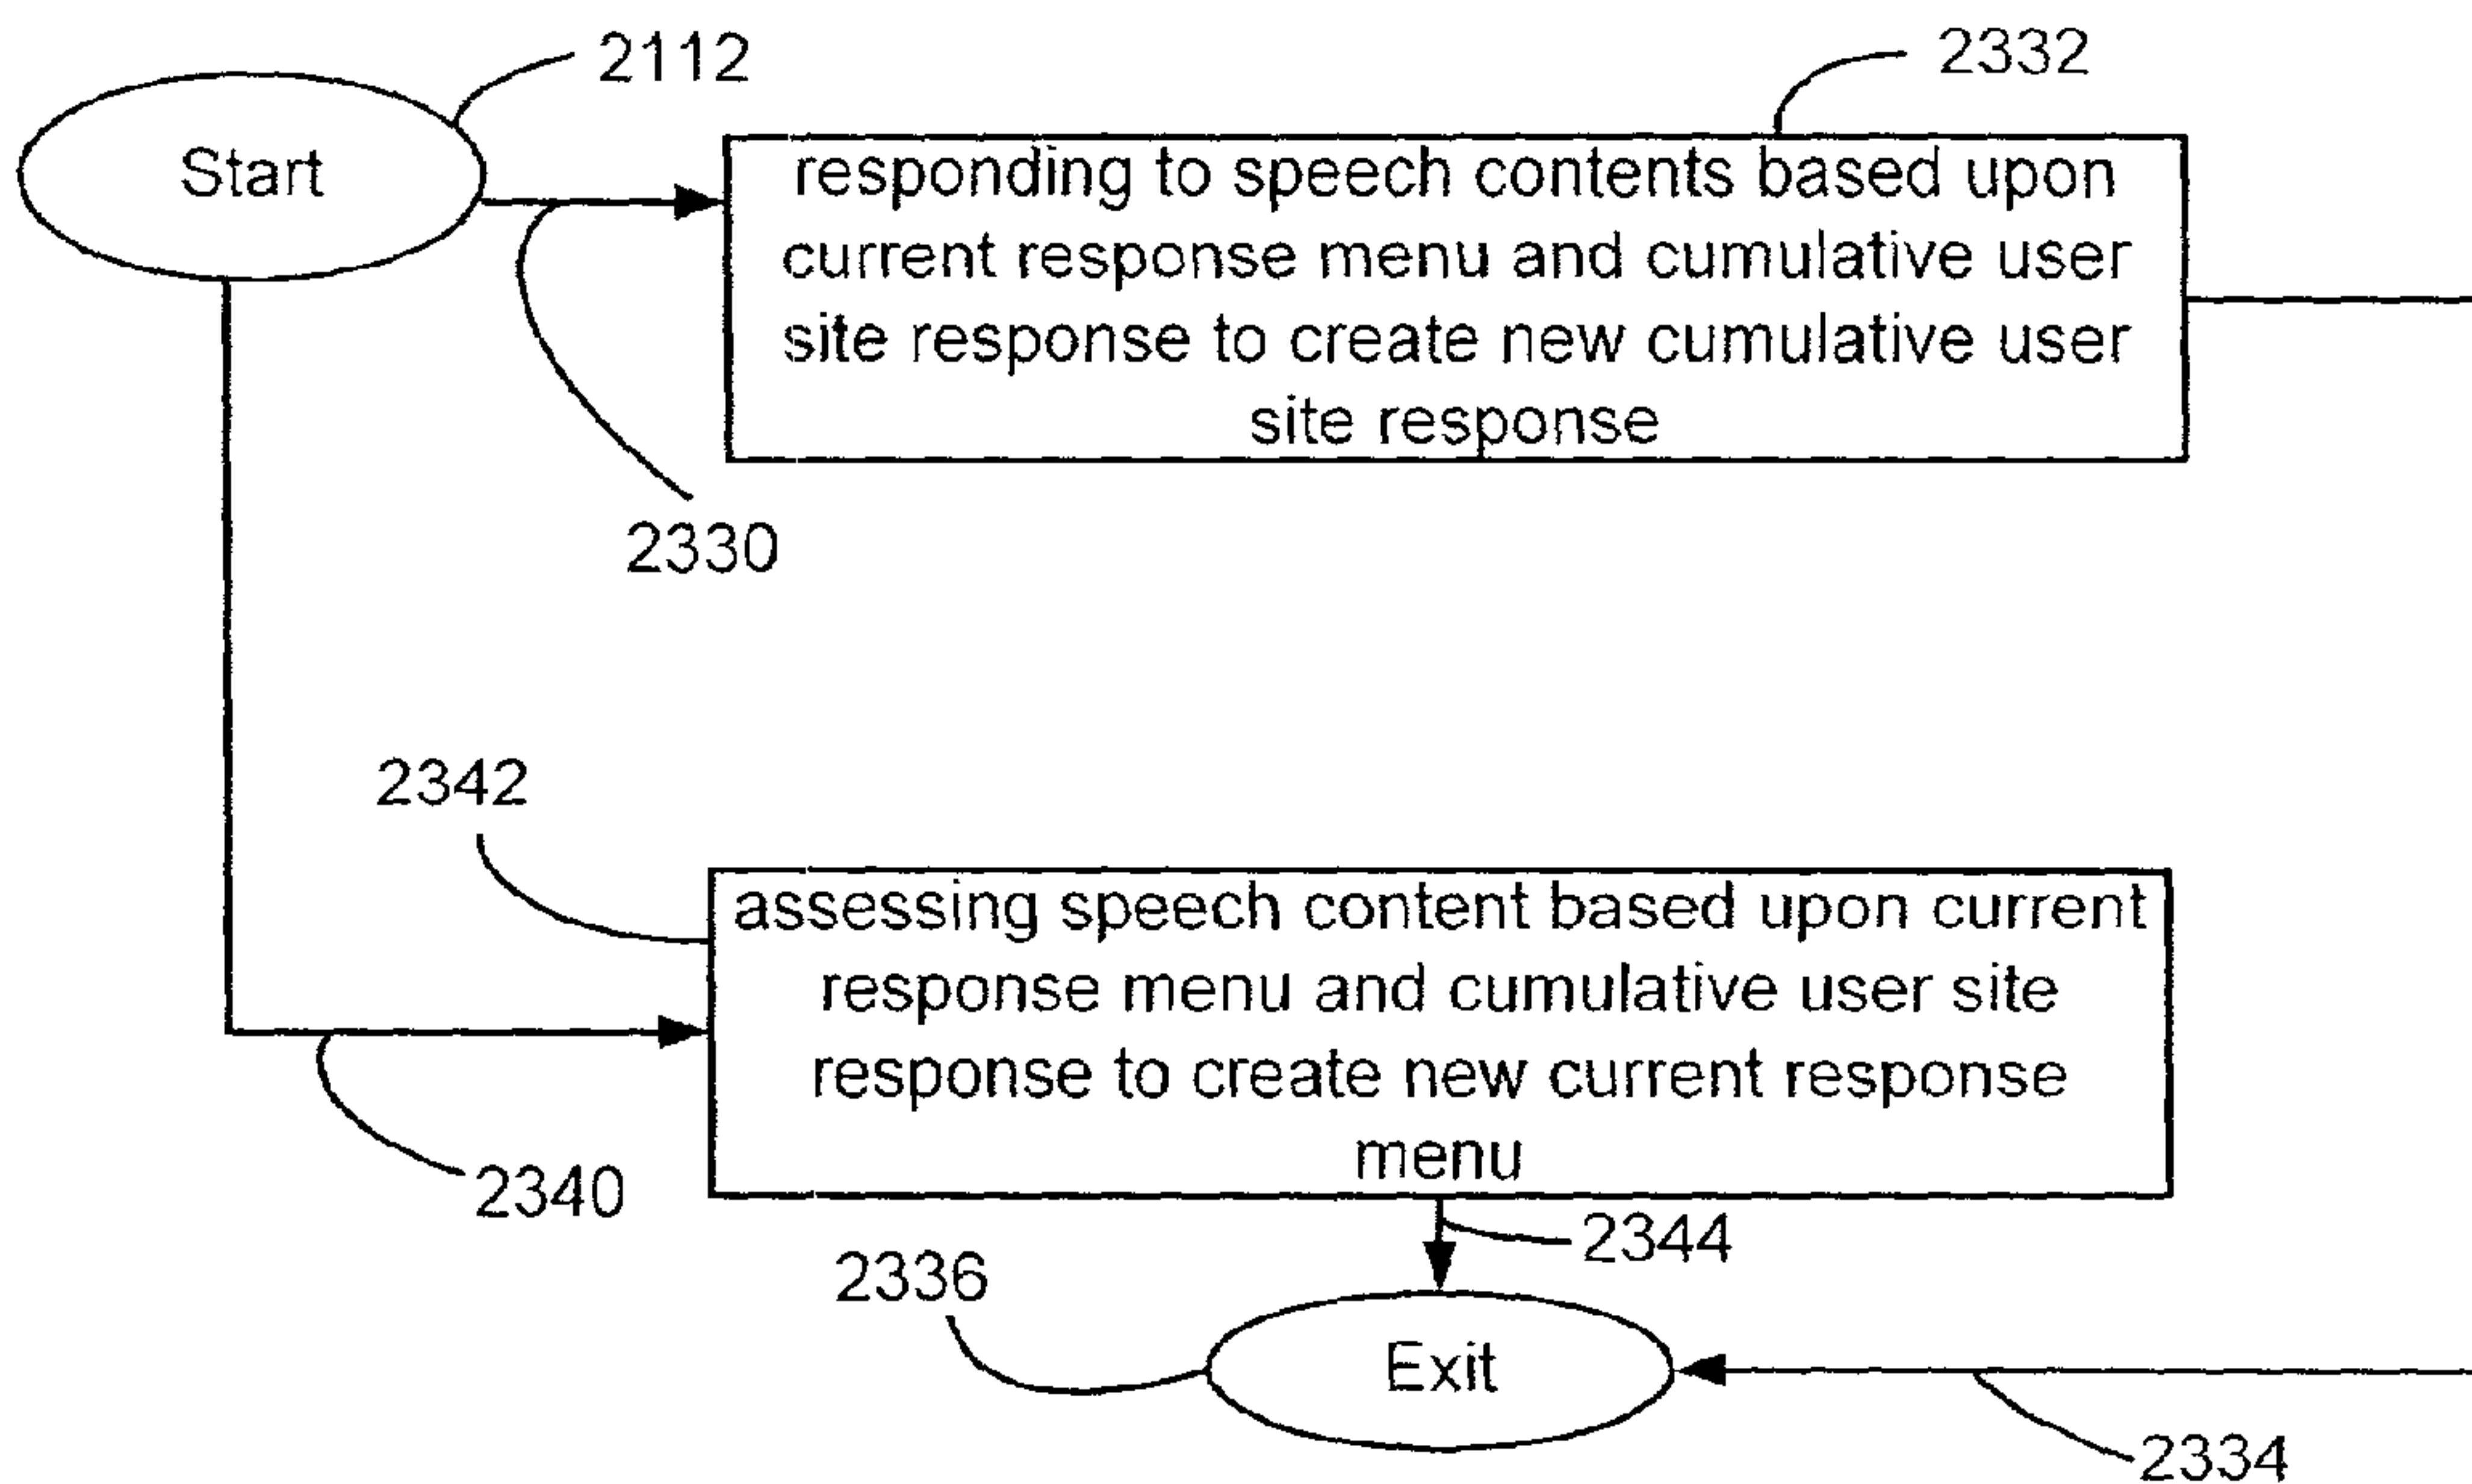 2112
2332
Start
responding to speech contents based upon
current response menu and cumulative user
site response to create new cumulative user
site response
2330
2342
assessing speech content based upon current
response menu and cumulative user site
response to create new current response
menu
2340
2344
2336
Exit
2334